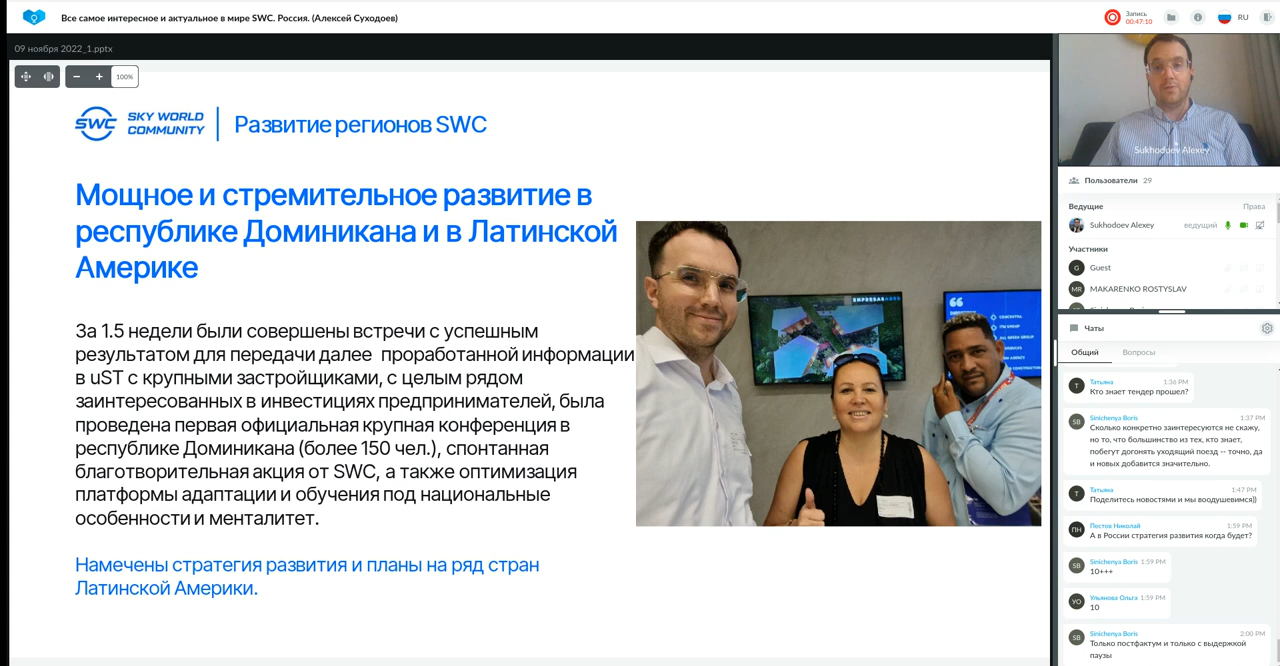 Все самое интересное и актуальное в мире SWC. Россия. (Алексей Суходоев)
Запись
00:47:10
RU
09 ноября 2022_1.pptx
100%
SWC
SKY WORLD
COMMUNITY
Развитие регионов SWC
Мощное и стремительное развитие в
республике Доминикана и в Латинской
Америке
За 1.5 недели были совершены встречи с успешным
результатом для передачи далее проработанной информации
в uST с крупными застройщиками, с целым рядом
заинтересованных в инвестициях предпринимателей, была
проведена первая официальная крупная конференция в
республике Доминикана (более 150 чел.), спонтанная
благотворительная акция от SWC, а также оптимизация
платформы адаптации и обучения под национальные
особенности и менталитет.
Намечены стратегия развития и планы на ряд стран
Латинской Америки.
Sukhodoev Alexey
Пользователи 29
Ведущие
Права
Sukhodoev Alexey
ведущий
Участники
G
Guest
MR
MAKARENKO ROSTYSLAV
Чаты
Общий
Вопросы
T
Татьяна 1:36 PM
Кто знает тендер прошел?
SB
Sinichenya Boris 1:37 PM
Сколько конкретно заинтересуются не скажу,
но то, что большинство из тех, кто знает,
побегут догонять уходящий поезд -- точно, да
и новых добавится значительно.
T
Татьяна 1:47 PM
Поделитесь новостями и мы воодушевимся))
ПН
Пестов Николай 1:59 PM
А в России стратегия развития когда будет?
SB
Sinichenya Boris 1:59 PM
10+++
УО
Ульянова Ольга 1:59 PM
10
SB
Sinichenya Boris 2:00 PM
Только постфактум и только с выдержкой
паузы